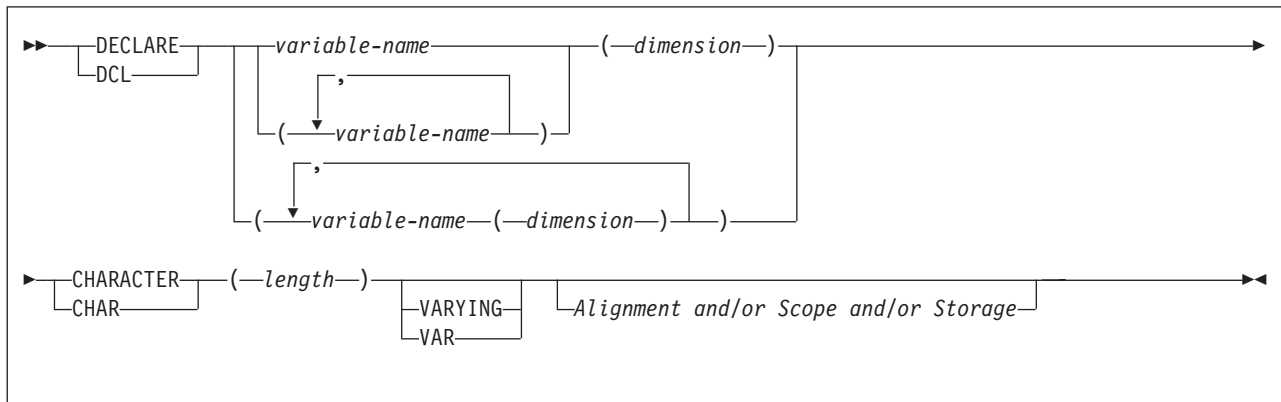 DECLARE variable-name ( dimension )
DCL ,
( variable-name )
,
( variable-name ( dimension ) )
CHARACTER ( length )
CHAR VARYING Alignment and/or Scope and/or Storage
VAR